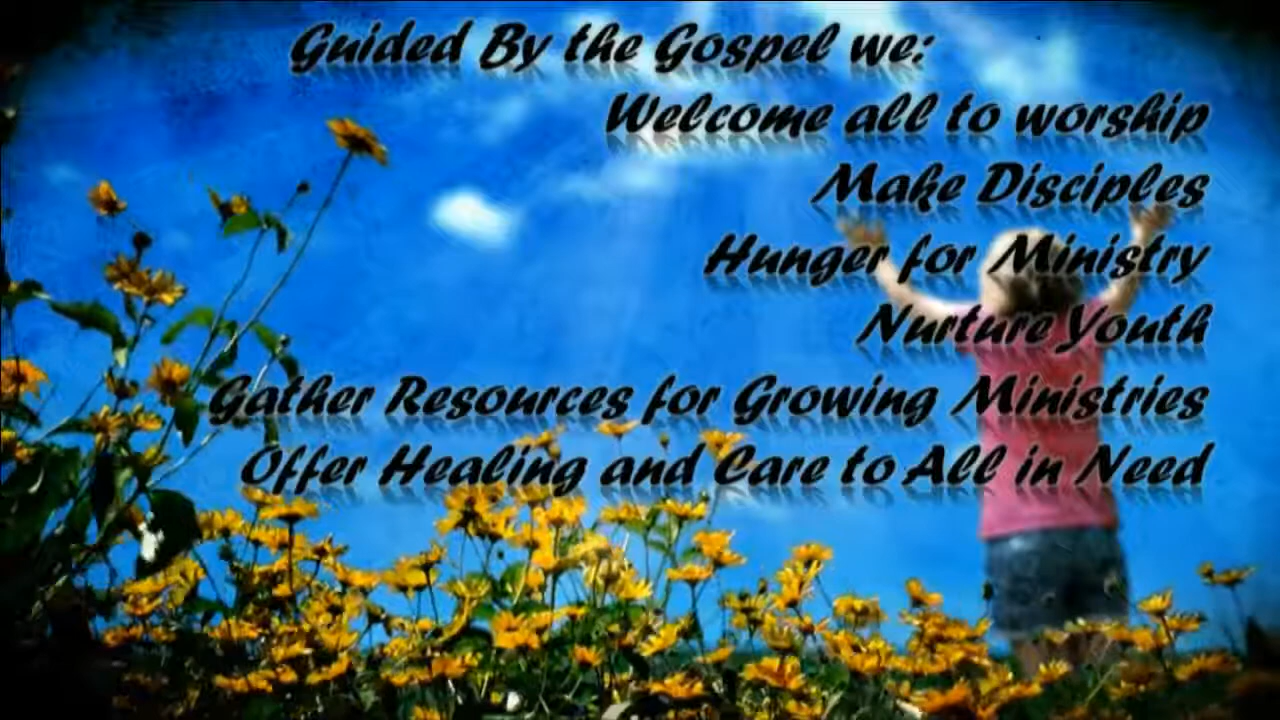 Guided By the Gospel we:
Welcome all to worship
Make Disciples
Hunger for Ministry
Nurture Youth
Gather Resources for Growing Ministries
Offer Healing and Care to All in Need